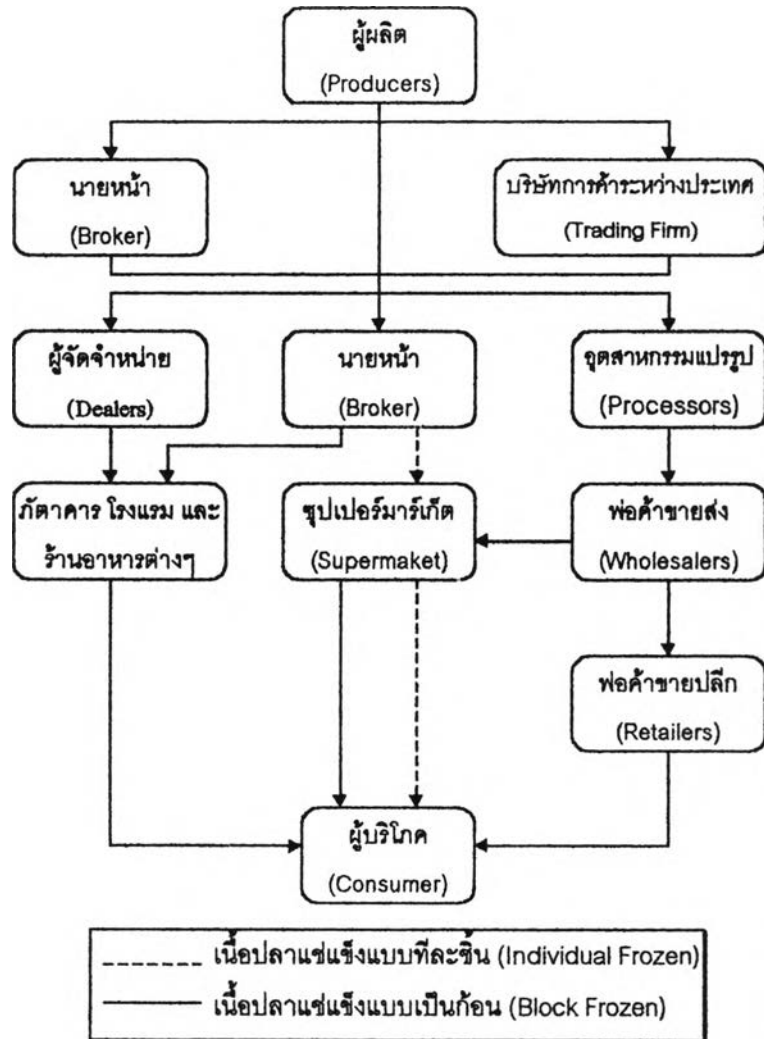 ผู้ผลิต
(Producers)
นายหน้า
(Broker)
บริษัทการค้าระหว่างประเทศ
(Trading Firm)
ผู้จัดจำหน่าย
(Dealers)
นายหน้า
(Broker)
อุตสาหกรรมแปรรูป
(Processors)
ภัตาคาร โรงแรม และ
ร้านอาหารต่างๆ
ซุปเปอร์มาร์เก็ต
(Supermaket)
พ่อค้าขายส่ง
(Wholesalers)
พ่อค้าขายปลีก
(Retailers)
ผู้บริโภค
(Consumer)
เนื้อปลาแช่แข็งแบบทีละชิ้น (Individual Frozen)
เนื้อปลาแช่แข็งแบบเป็นก้อน (Block Frozen)